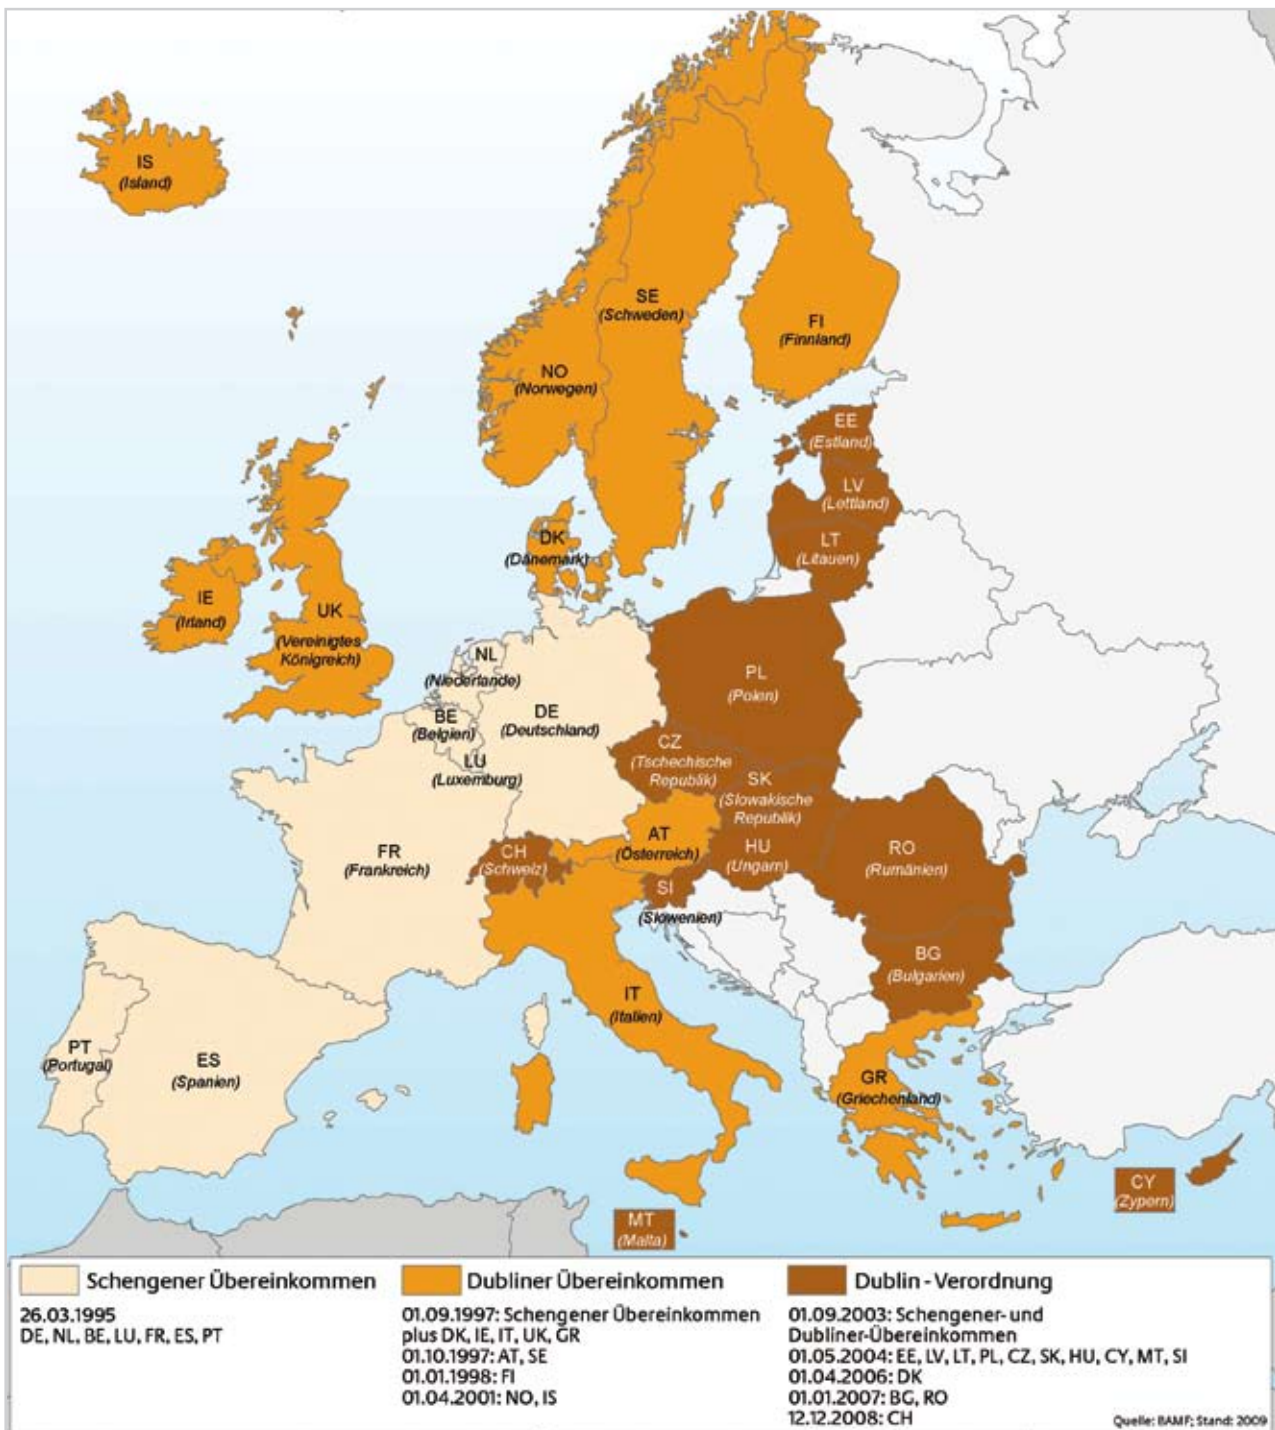 IS
(Island)
SE
(Schweden)
FI
(Finnland)
NO
(Norwegen)
EE
(Estland)
LV
(Lettland)
LT
(Litauen)
DK
(Dänemark)
IE
(Irland)
UK
(Vereinigtes
Königreich)
NL
(Niederlande)
PL
(Polen)
BE
(Belgien)
DE
(Deutschland)
LU
(Luxemburg)
CZ
(Tschechische
Republik)
SK
(Slowakische
Republik)
AT
(Österreich)
FR
(Frankreich)
CH
(Schweiz)
HU
(Ungarn)
RO
(Rumänien)
SI
(Slowenien)
BG
(Bulgarien)
IT
(Italien)
PT
(Portugal)
ES
(Spanien)
GR
(Griechenland)
CY
(Zypern)
MT
(Malta)
Schengener Übereinkommen
26.03.1995
DE, NL, BE, LU, FR, ES, PT
Dubliner Übereinkommen
01.09.1997: Schengener Übereinkommen
plus DK, IE, IT, UK, GR
01.10.1997: AT, SE
01.01.1998: FI
01.04.2001: NO, IS
Dublin - Verordnung
01.09.2003: Schengener- und
Dubliner-Übereinkommen
01.05.2004: EE, LV, LT, PL, CZ, SK, HU, CY, MT, SI
01.04.2006: DK
01.01.2007: BG, RO
12.12.2008: CH
Quelle: BAMF; Stand: 2009